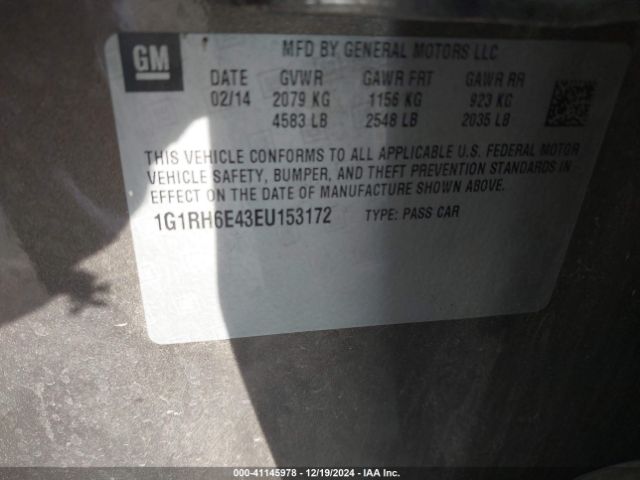 GM
MFD BY GENERAL MOTORS LLC
DATE GVWR GAWR FRT GAWR RR
02/14 2079 KG 1156 KG 923 KG
4583 LB 2548 LB 2035 LB
THIS VEHICLE CONFORMS TO ALL APPLICABLE U.S. FEDERAL MOTOR
VEHICLE SAFETY, BUMPER, AND THEFT PREVENTION STANDARDS IN
EFFECT ON THE DATE OF MANUFACTURE SHOWN ABOVE.
1G1RH6E43EU153172 TYPE: PASS CAR
000-41145978 - 12/19/2024 - IAA Inc.